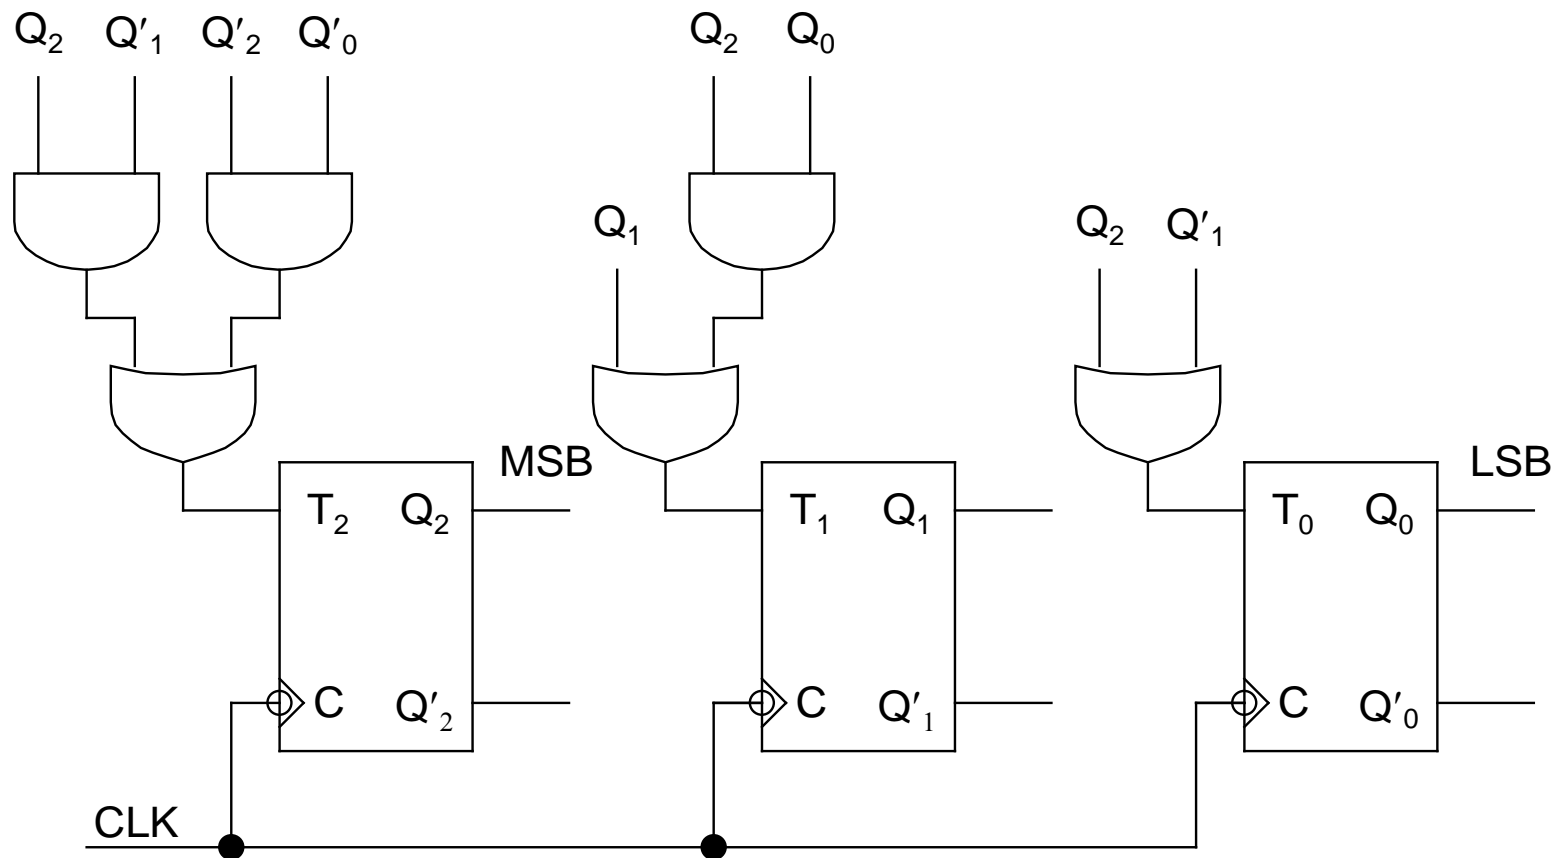 Q₂ Q′₁ Q′₂ Q′₀ Q₂ Q₀
Q₁ Q₂ Q′₁
MSB LSB
T₂ Q₂ T₁ Q₁ T₀ Q₀
C Q′₂ C Q′₁ C Q′₀
CLK